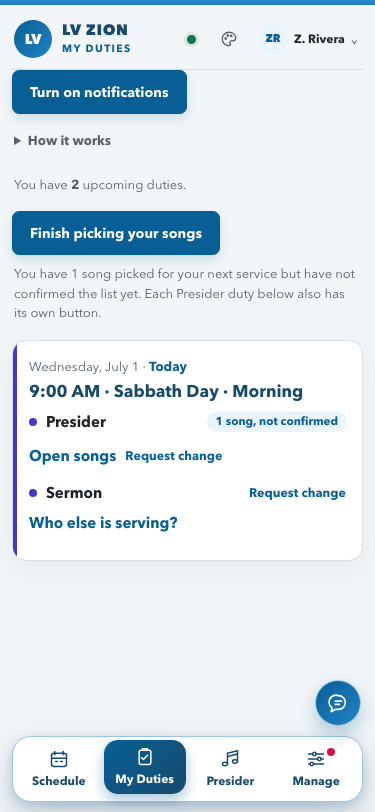 LV
LV ZION
MY DUTIES
ZR
Z. Rivera
Turn on notifications
How it works
You have 2 upcoming duties.
Finish picking your songs
You have 1 song picked for your next service but have not
confirmed the list yet. Each Presider duty below also has
its own button.
Wednesday, July 1 · Today
9:00 AM · Sabbath Day · Morning
Presider
1 song, not confirmed
Open songs Request change
Sermon
Request change
Who else is serving?
Schedule
My Duties
Presider
Manage